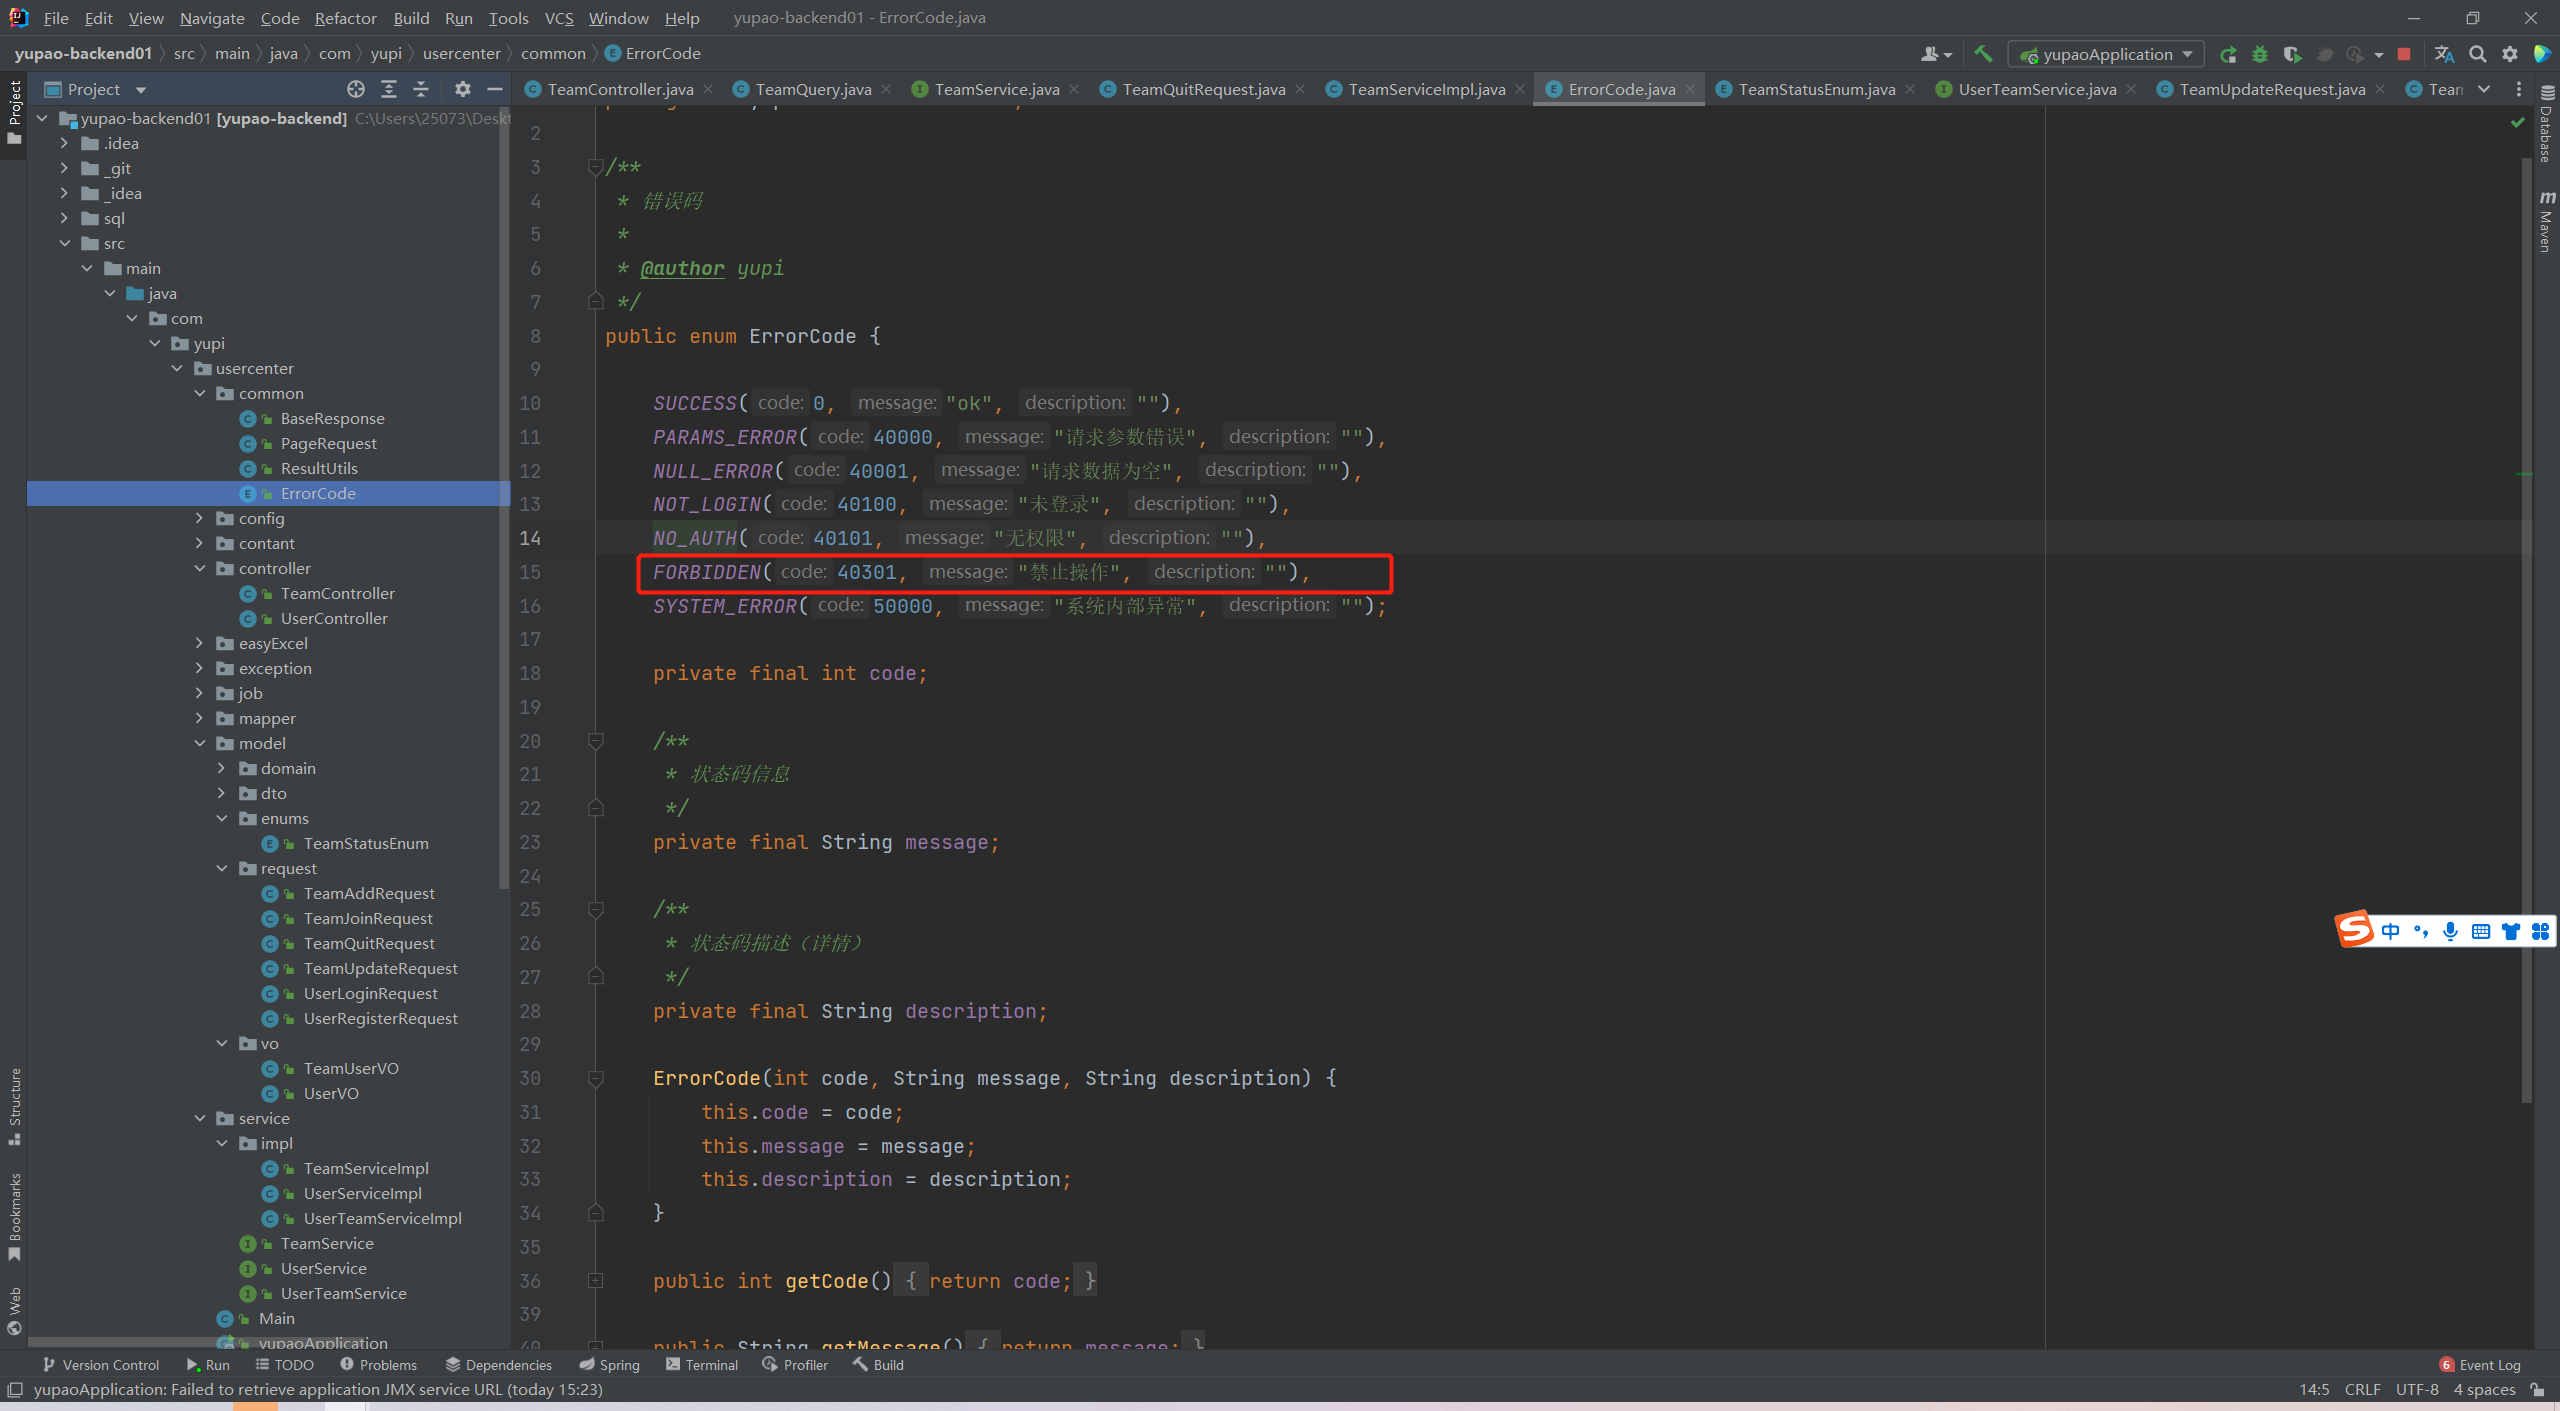 File Edit View Navigate Code Refactor Build Run Tools VCS Window Help yupao-backend01 - ErrorCode.java
yupao-backend01 src main java com yupi usercenter common ErrorCode yupaoApplication
Project
TeamController.java TeamQuery.java TeamService.java TeamQuitRequest.java TeamServiceImpl.java ErrorCode.java TeamStatusEnum.java UserTeamService.java TeamUpdateRequest.java
Project
Structure
Bookmarks
Web
yupao-backend01 [yupao-backend] C:\Users\25073\Deskt
.idea
_git
_idea
sql
src
main
java
com
yupi
usercenter
common
BaseResponse
PageRequest
ResultUtils
ErrorCode
config
contant
controller
TeamController
UserController
easyExcel
exception
job
mapper
model
domain
dto
enums
TeamStatusEnum
request
TeamAddRequest
TeamJoinRequest
TeamQuitRequest
TeamUpdateRequest
UserLoginRequest
UserRegisterRequest
vo
TeamUserVO
UserVO
service
impl
TeamServiceImpl
UserServiceImpl
UserTeamServiceImpl
TeamService
UserService
UserTeamService
Main
yupaoApplication
2
3 /**
4 * 错误码
5 *
6 * @author yupi
7 */
8 public enum ErrorCode {
9
10 SUCCESS( code: 0, message: "ok", description: ""),
11 PARAMS_ERROR( code: 40000, message: "请求参数错误", description: ""),
12 NULL_ERROR( code: 40001, message: "请求数据为空", description: ""),
13 NOT_LOGIN( code: 40100, message: "未登录", description: ""),
14 NO_AUTH( code: 40101, message: "无权限", description: ""),
15 FORBIDDEN( code: 40301, message: "禁止操作", description: ""),
16 SYSTEM_ERROR( code: 50000, message: "系统内部异常", description: "");
17
18 private final int code;
19
20 /**
21 * 状态码信息
22 */
23 private final String message;
24
25 /**
26 * 状态码描述（详情）
27 */
28 private final String description;
29
30 ErrorCode(int code, String message, String description) {
31 this.code = code;
32 this.message = message;
33 this.description = description;
34 }
35
36 public int getCode() { return code; }
39
40 public String getMessage() { return message; }
Database
m Maven
中
Version Control Run TODO Problems Dependencies Spring Terminal Profiler Build 6 Event Log
yupaoApplication: Failed to retrieve application JMX service URL (today 15:23) 14:5 CRLF UTF-8 4 spaces